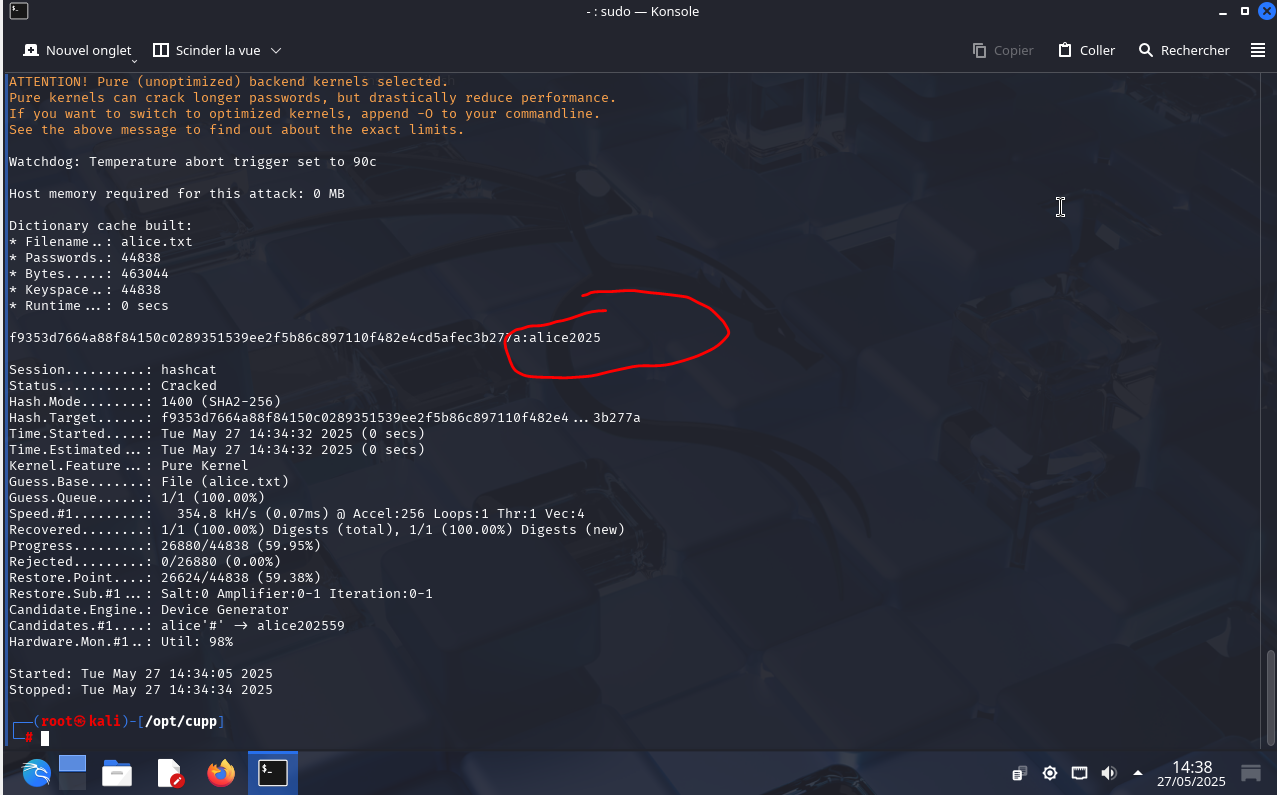 - : sudo — Konsole
Nouvel onglet
Scinder la vue
Copier
Coller
Rechercher
ATTENTION! Pure (unoptimized) backend kernels selected.
Pure kernels can crack longer passwords, but drastically reduce performance.
If you want to switch to optimized kernels, append -O to your commandline.
See the above message to find out about the exact limits.
Watchdog: Temperature abort trigger set to 90c
Host memory required for this attack: 0 MB
Dictionary cache built:
* Filename..: alice.txt
* Passwords.: 44838
* Bytes.....: 463044
* Keyspace..: 44838
* Runtime...: 0 secs
f9353d7664a88f84150c0289351539ee2f5b86c897110f482e4cd5afec3b277a:alice2025
Session..........: hashcat
Status...........: Cracked
Hash.Mode........: 1400 (SHA2-256)
Hash.Target......: f9353d7664a88f84150c0289351539ee2f5b86c897110f482e4...3b277a
Time.Started.....: Tue May 27 14:34:32 2025 (0 secs)
Time.Estimated...: Tue May 27 14:34:32 2025 (0 secs)
Kernel.Feature...: Pure Kernel
Guess.Base.......: File (alice.txt)
Guess.Queue......: 1/1 (100.00%)
Speed.#1.........:   354.8 kH/s (0.07ms) @ Accel:256 Loops:1 Thr:1 Vec:4
Recovered........: 1/1 (100.00%) Digests (total), 1/1 (100.00%) Digests (new)
Progress.........: 26880/44838 (59.95%)
Rejected.........: 0/26880 (0.00%)
Restore.Point....: 26624/44838 (59.38%)
Restore.Sub.#1...: Salt:0 Amplifier:0-1 Iteration:0-1
Candidate.Engine.: Device Generator
Candidates.#1....: alice'#' -> alice202559
Hardware.Mon.#1..: Util: 98%
Started: Tue May 27 14:34:05 2025
Stopped: Tue May 27 14:34:34 2025
┌──(root㉿kali)-[/opt/cupp]
└─#
14:38
27/05/2025